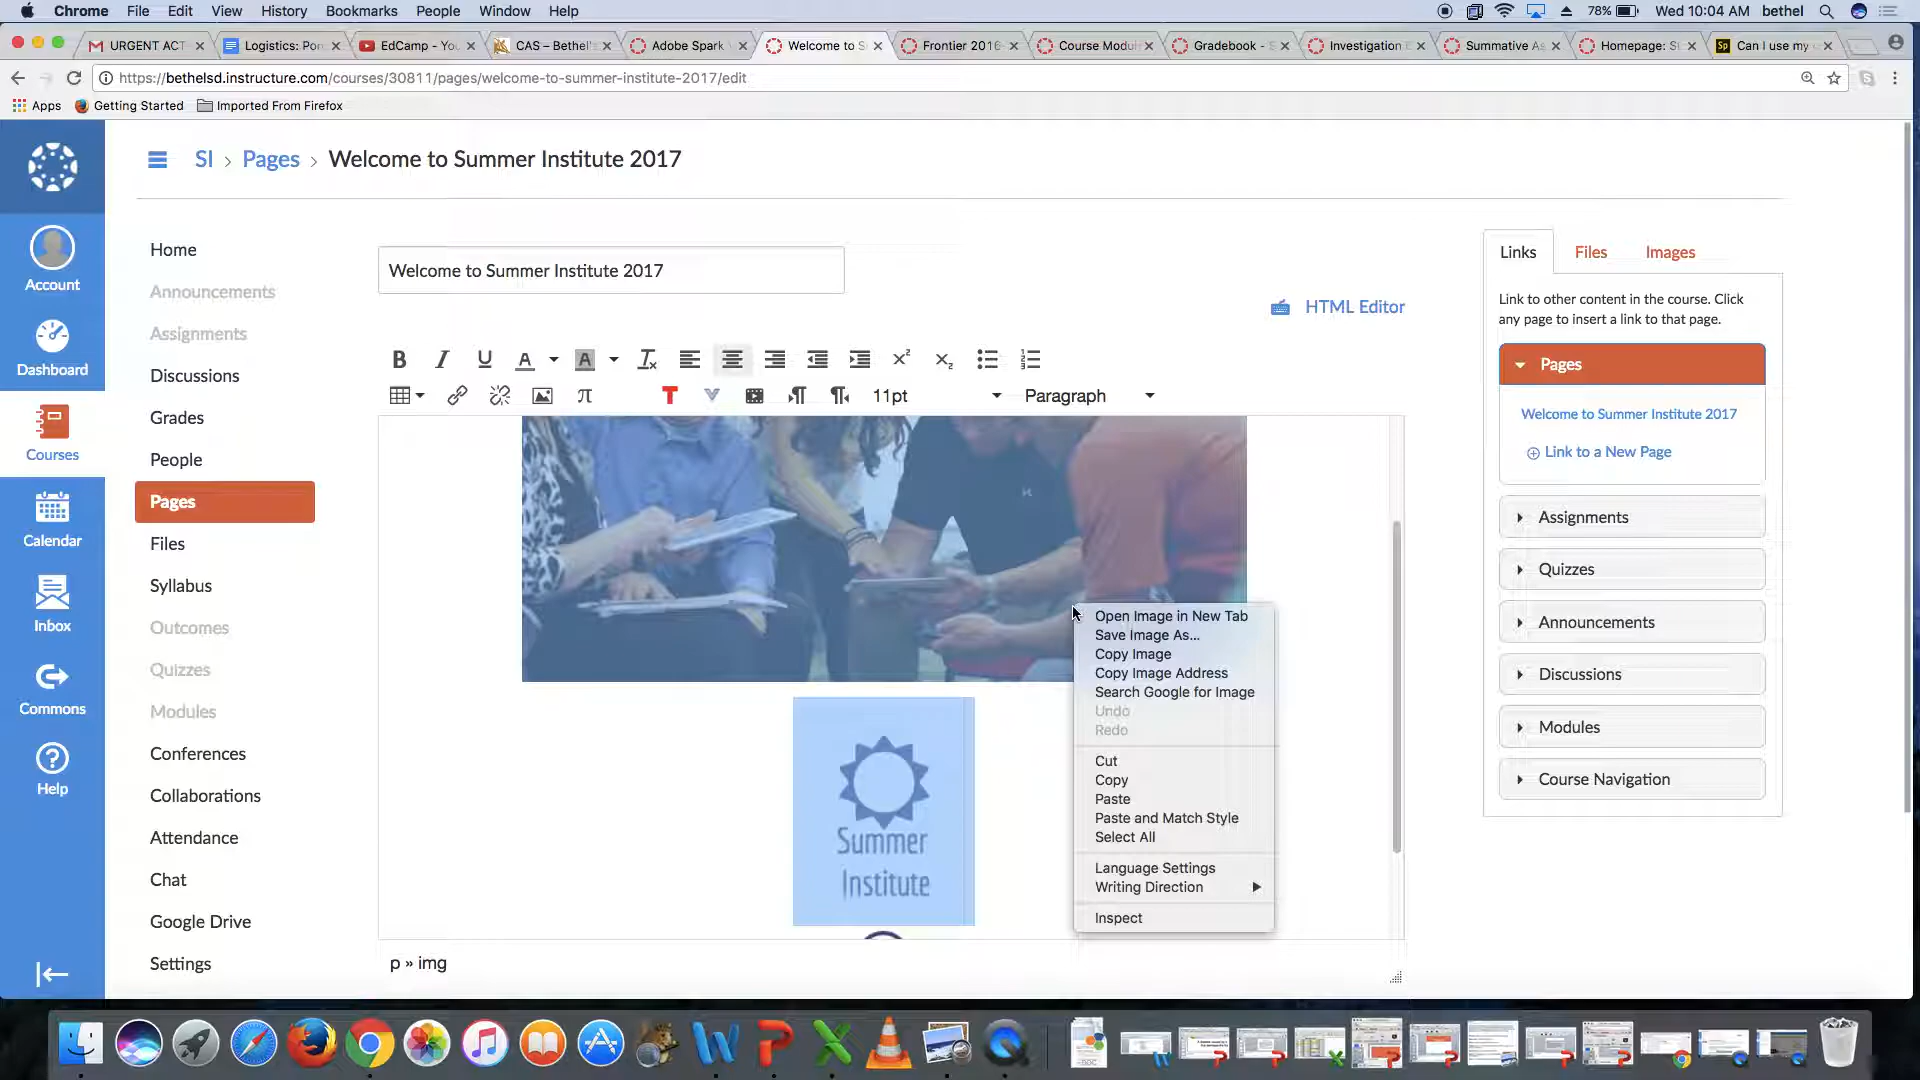 Chrome File Edit View History Bookmarks People Window Help 78% Wed 10:04 AM bethel
URGENT ACT Logistics: Por EdCamp - You CAS – Bethel's Adobe Spark Welcome to S Frontier 2016 Course Modul Gradebook - S Investigation E Summative As Homepage: S Can I use my
https://bethelsd.instructure.com/courses/30811/pages/welcome-to-summer-institute-2017/edit
Apps Getting Started Imported From Firefox
SI › Pages › Welcome to Summer Institute 2017
Account
Dashboard
Courses
Calendar
Inbox
Commons
Help
Home
Announcements
Assignments
Discussions
Grades
People
Pages
Files
Syllabus
Outcomes
Quizzes
Modules
Conferences
Collaborations
Attendance
Chat
Google Drive
Settings
Welcome to Summer Institute 2017
HTML Editor
11pt Paragraph
Summer
Institute
Open Image in New Tab
Save Image As...
Copy Image
Copy Image Address
Search Google for Image
Undo
Redo
Cut
Copy
Paste
Paste and Match Style
Select All
Language Settings
Writing Direction
Inspect
p » img
Links Files Images
Link to other content in the course. Click
any page to insert a link to that page.
Pages
Welcome to Summer Institute 2017
Link to a New Page
Assignments
Quizzes
Announcements
Discussions
Modules
Course Navigation